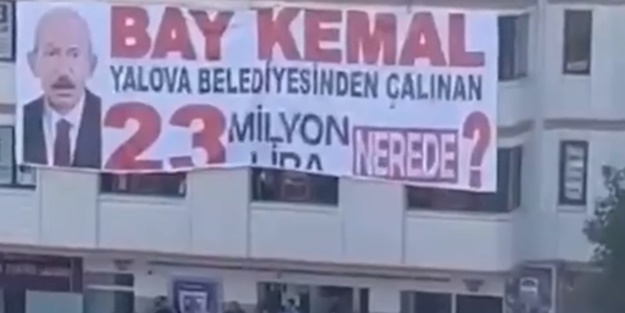 BAY KEMAL
YALOVA BELEDİYESİNDEN ÇALINAN
23 MİLYON
LİRA NEREDE?